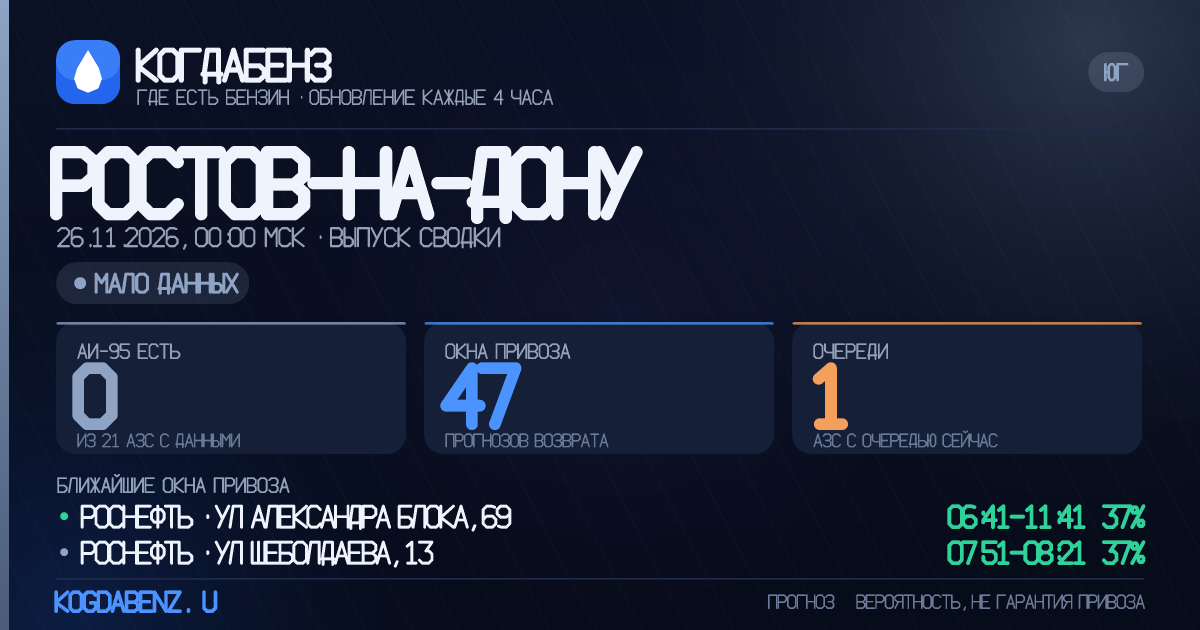 КОГДАБЕНЗ
ГДЕ ЕСТЬ БЕНЗИН · ОБНОВЛЕНИЕ КАЖДЫЕ 4 ЧАСА
ЮГ
РОСТОВ-НА-ДОНУ
26.11.2026, 00:00 МСК · ВЫПУСК СВОДКИ
• МАЛО ДАННЫХ
АИ-95 ЕСТЬ
0
ИЗ 21 АЗС С ДАННЫМИ
ОКНА ПРИВОЗА
47
ПРОГНОЗОВ ВОЗВРАТА
ОЧЕРЕДИ
1
АЗС С ОЧЕРЕДЬЮ СЕЙЧАС
БЛИЖАЙШИЕ ОКНА ПРИВОЗА
• РОСНЕФТЬ · УЛ АЛЕКСАНДРА БЛОКА, 69 06:41-11:41 37%
• РОСНЕФТЬ · УЛ ШЕБОЛДАЕВА, 13 07:51-08:21 37%
KOGDABENZ. U
ПРОГНОЗ ВЕРОЯТНОСТЬ, НЕ ГАРАНТИЯ ПРИВОЗА